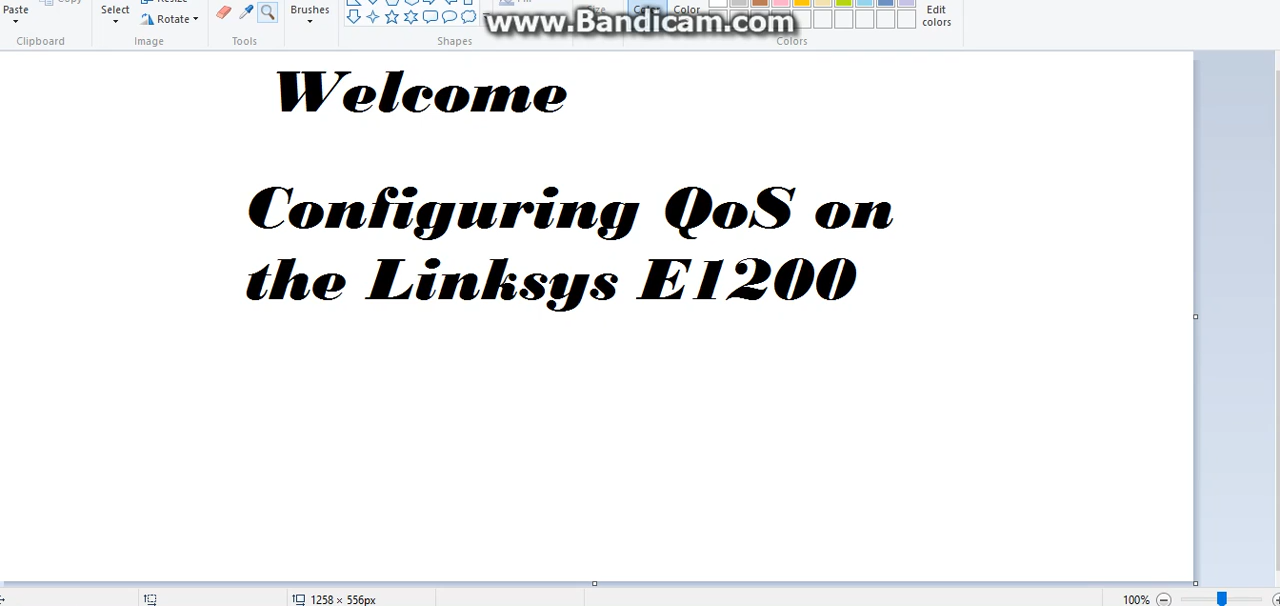 Paste
Select
Rotate
Brushes
Color
Edit
colors
Clipboard
Image
Tools
Shapes
Colors
www.Bandicam.com
Welcome
Configuring QoS on
the Linksys E1200
1258 × 556px
100%